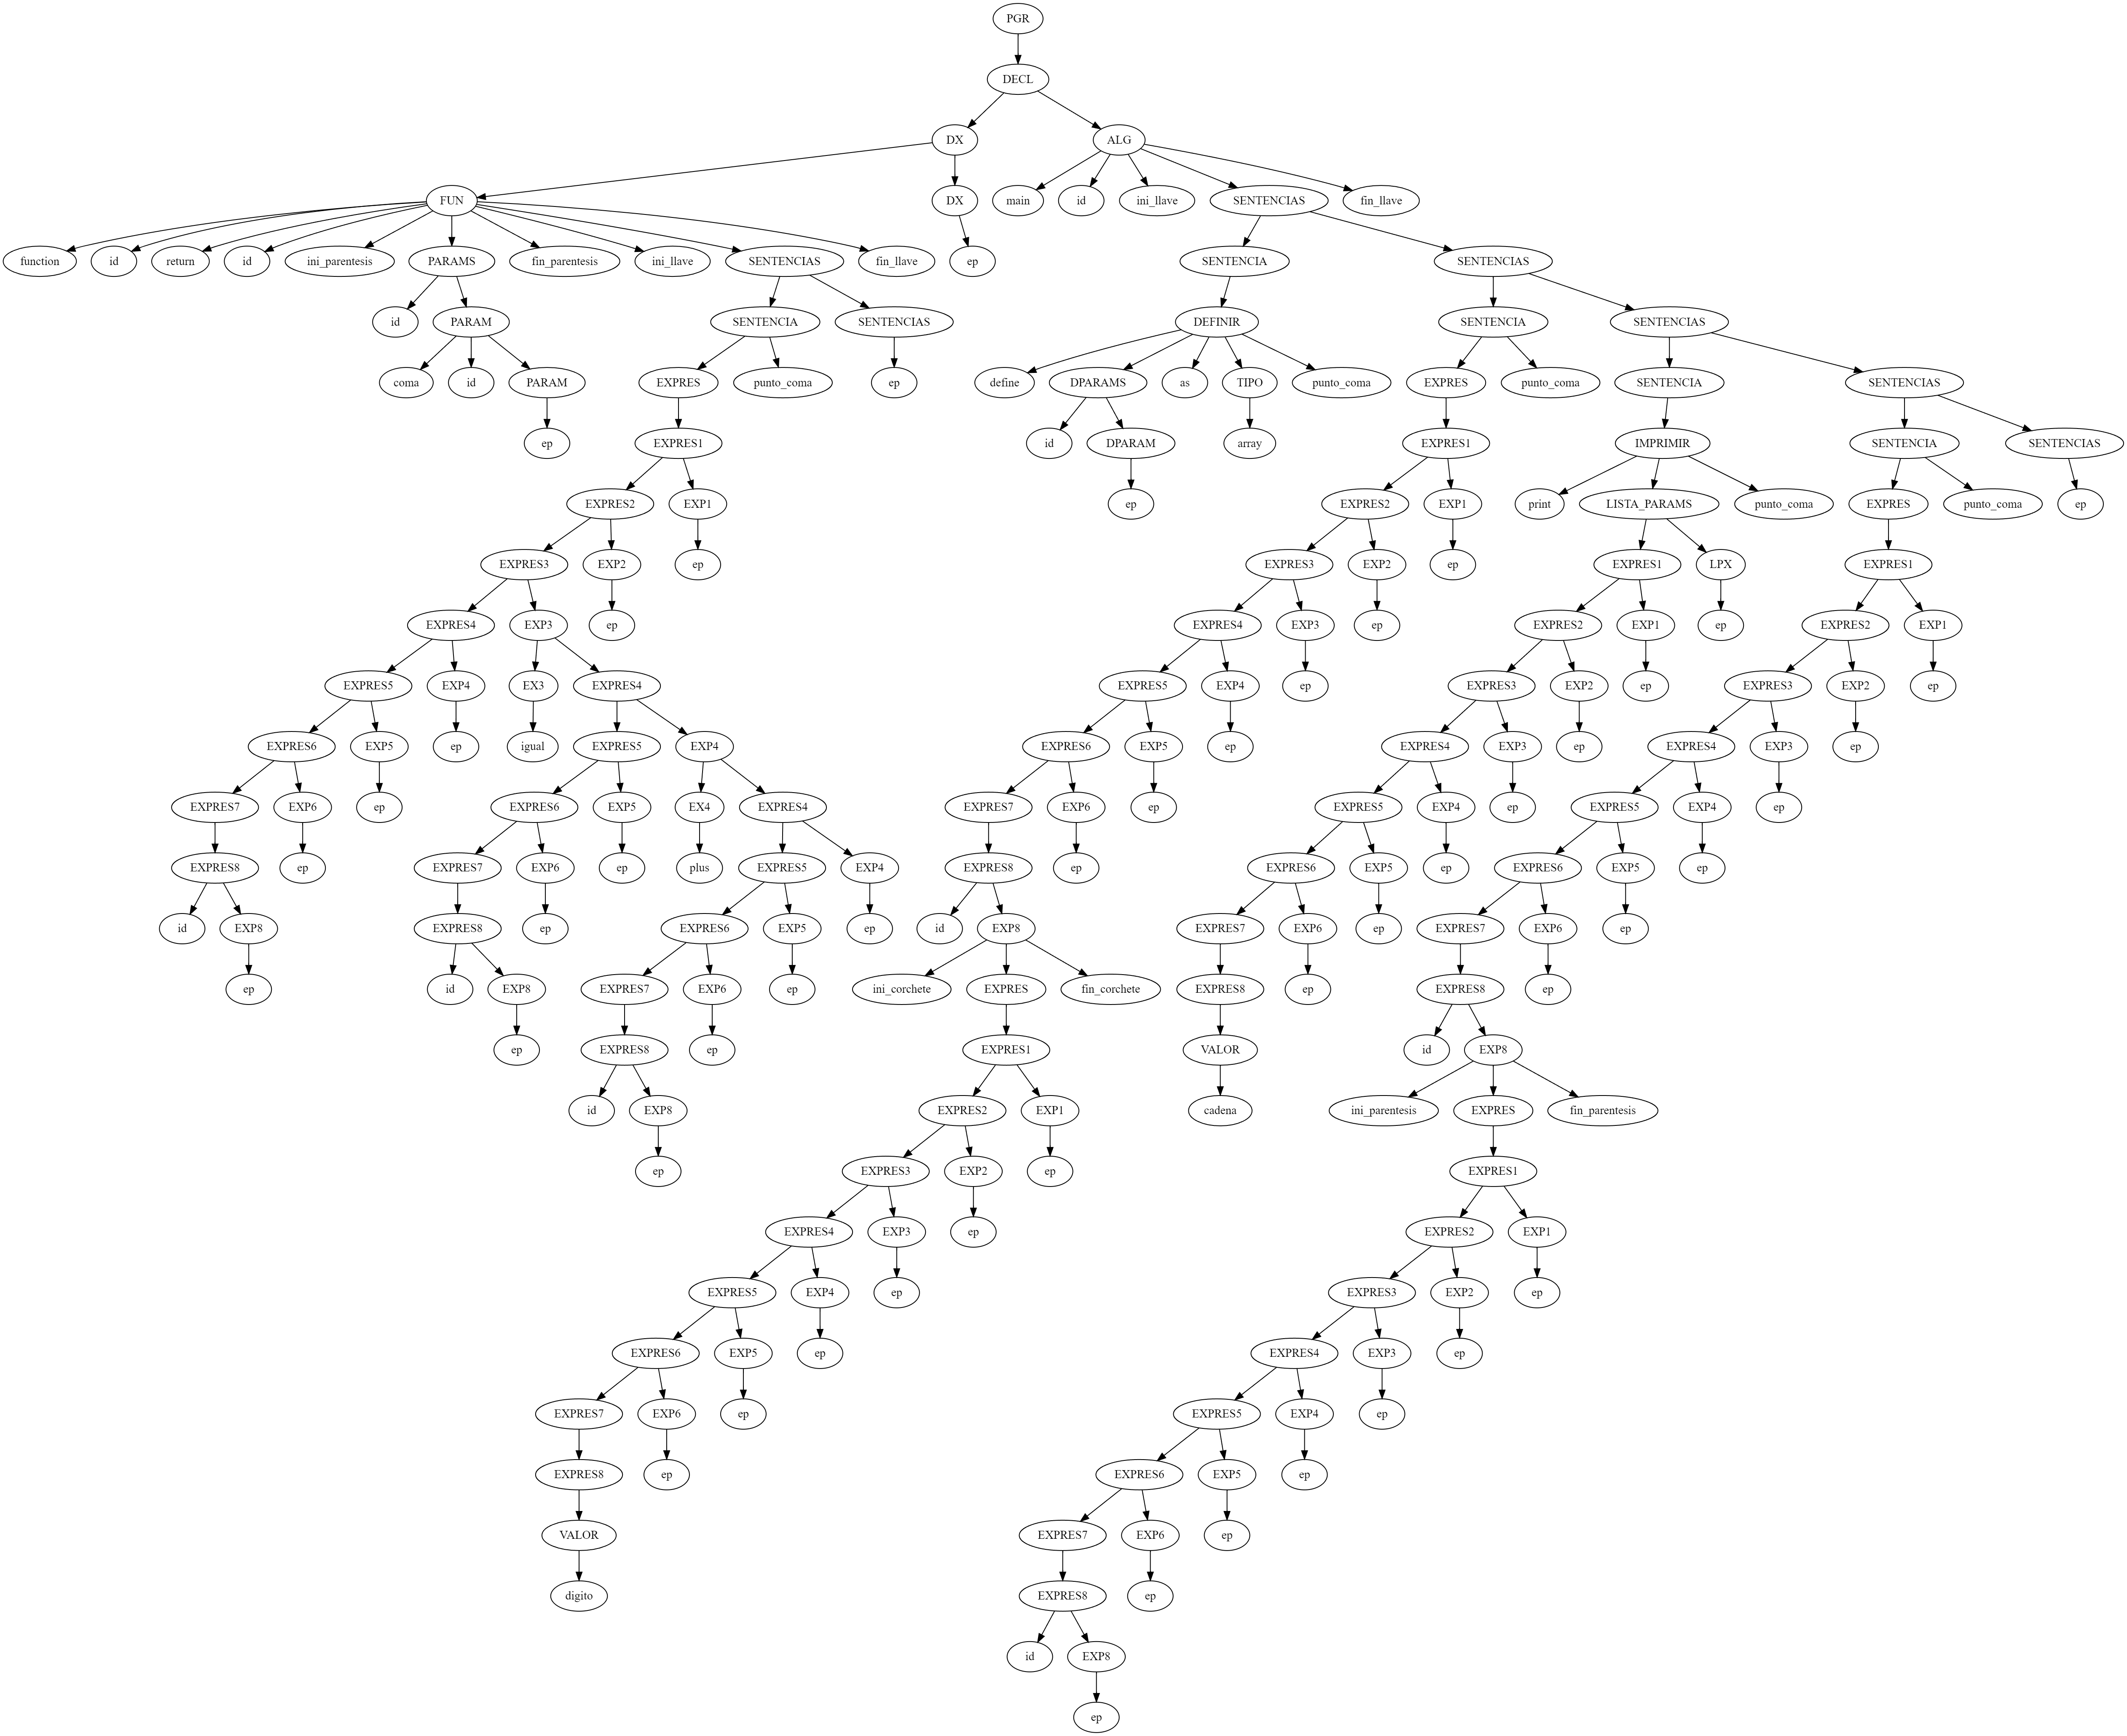 PGR
DECL
DX ALG
FUN DX main id ini_llave SENTENCIAS fin_llave
function id return id ini_parentesis PARAMS fin_parentesis ini_llave SENTENCIAS fin_llave ep SENTENCIA SENTENCIAS
id PARAM SENTENCIA SENTENCIAS DEFINIR SENTENCIA SENTENCIAS
coma id PARAM EXPRES punto_coma ep define DPARAMS as TIPO punto_coma EXPRES punto_coma SENTENCIA SENTENCIAS
ep EXPRES1 id DPARAM array EXPRES1 IMPRIMIR SENTENCIA SENTENCIAS
EXPRES2 EXP1 ep EXPRES2 EXP1 print LISTA_PARAMS punto_coma EXPRES punto_coma ep
EXPRES3 EXP2 ep EXPRES3 EXP2 ep EXPRES1 LPX EXPRES1
EXPRES4 EXP3 ep EXPRES4 EXP3 ep EXPRES2 EXP1 ep EXPRES2 EXP1
EXPRES5 EXP4 EX3 EXPRES4 EXPRES5 EXP4 ep EXPRES3 EXP2 ep EXPRES3 EXP2 ep
EXPRES6 EXP5 ep igual EXPRES5 EXP4 EXPRES6 EXP5 ep EXPRES4 EXP3 ep EXPRES4 EXP3 ep
EXPRES7 EXP6 ep EXPRES6 EXP5 EX4 EXPRES4 EXPRES7 EXP6 ep EXPRES5 EXP4 ep EXPRES5 EXP4 ep
EXPRES8 ep EXPRES7 EXP6 ep plus EXPRES5 EXP4 EXPRES8 ep EXPRES6 EXP5 ep EXPRES6 EXP5 ep
id EXP8 EXPRES8 ep EXPRES6 EXP5 ep id EXP8 EXPRES7 EXP6 ep EXPRES7 EXP6 ep
ep id EXP8 EXPRES7 EXP6 ep ini_corchete EXPRES fin_corchete EXPRES8 ep EXPRES8 ep
ep EXPRES8 ep EXPRES1 VALOR id EXP8
id EXP8 EXPRES2 EXP1 cadena ini_parentesis EXPRES fin_parentesis
ep EXPRES3 EXP2 ep EXPRES1
EXPRES4 EXP3 ep EXPRES2 EXP1
EXPRES5 EXP4 ep EXPRES3 EXP2 ep
EXPRES6 EXP5 ep EXPRES4 EXP3 ep
EXPRES7 EXP6 ep EXPRES5 EXP4 ep
EXPRES8 ep EXPRES6 EXP5 ep
VALOR EXPRES7 EXP6 ep
digito EXPRES8 ep
id EXP8
ep